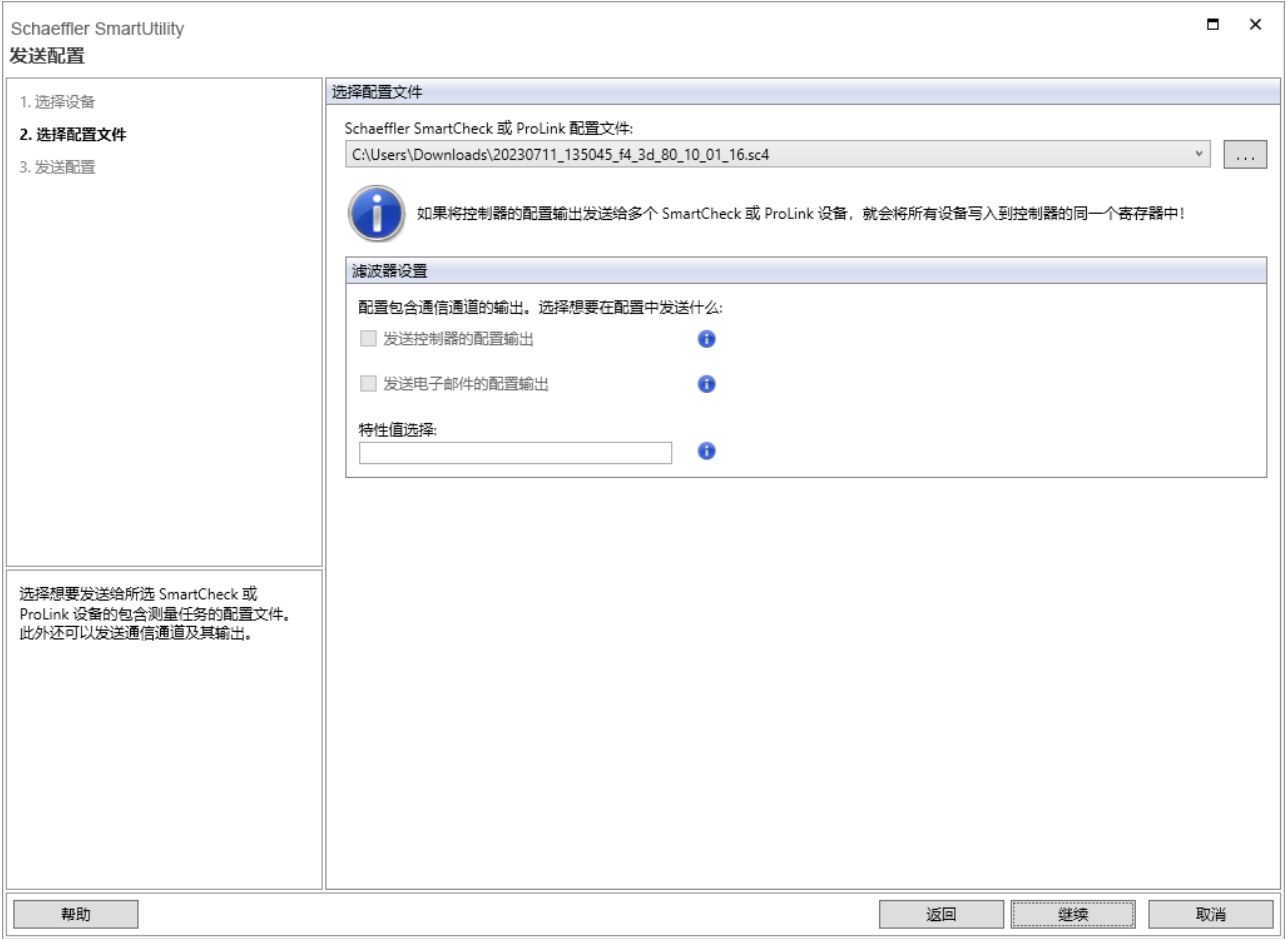 Schaeffler SmartUtility
发送配置
1. 选择设备
2. 选择配置文件
3. 发送配置
选择想要发送给所选 SmartCheck 或
ProLink 设备的包含测量任务的配置文件。
此外还可以发送通信通道及其输出。
选择配置文件
Schaeffler SmartCheck 或 ProLink 配置文件:
C:\Users\Downloads\20230711_135045_f4_3d_80_10_01_16.sc4
...
如果将控制器的配置输出发送给多个 SmartCheck 或 ProLink 设备，就会将所有设备写入到控制器的同一个寄存器中!
滤波器设置
配置包含通信通道的输出。选择想要在配置中发送什么:
发送控制器的配置输出
发送电子邮件的配置输出
特性值选择:
帮助
返回
继续
取消